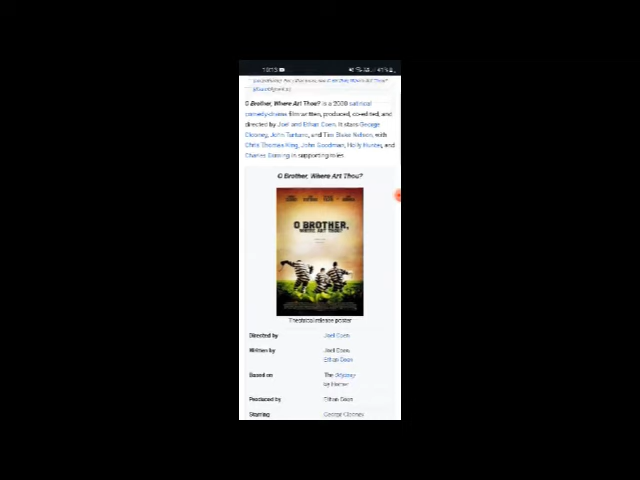 O Brother, Where Art Thou? is a 2000 satirical
comedy-drama film written, produced, co-edited, and
directed by Joel and Ethan Coen. It stars George
Clooney, John Turturro, and Tim Blake Nelson, with
Chris Thomas King, John Goodman, Holly Hunter, and
Charles Durning in supporting roles.
O Brother, Where Art Thou?
O BROTHER,
WHERE ART THOU?
Theatrical release poster
Directed by Joel Coen
Written by Joel Coen
Ethan Coen
Based on The Odyssey
by Homer
Produced by Ethan Coen
Starring George Clooney